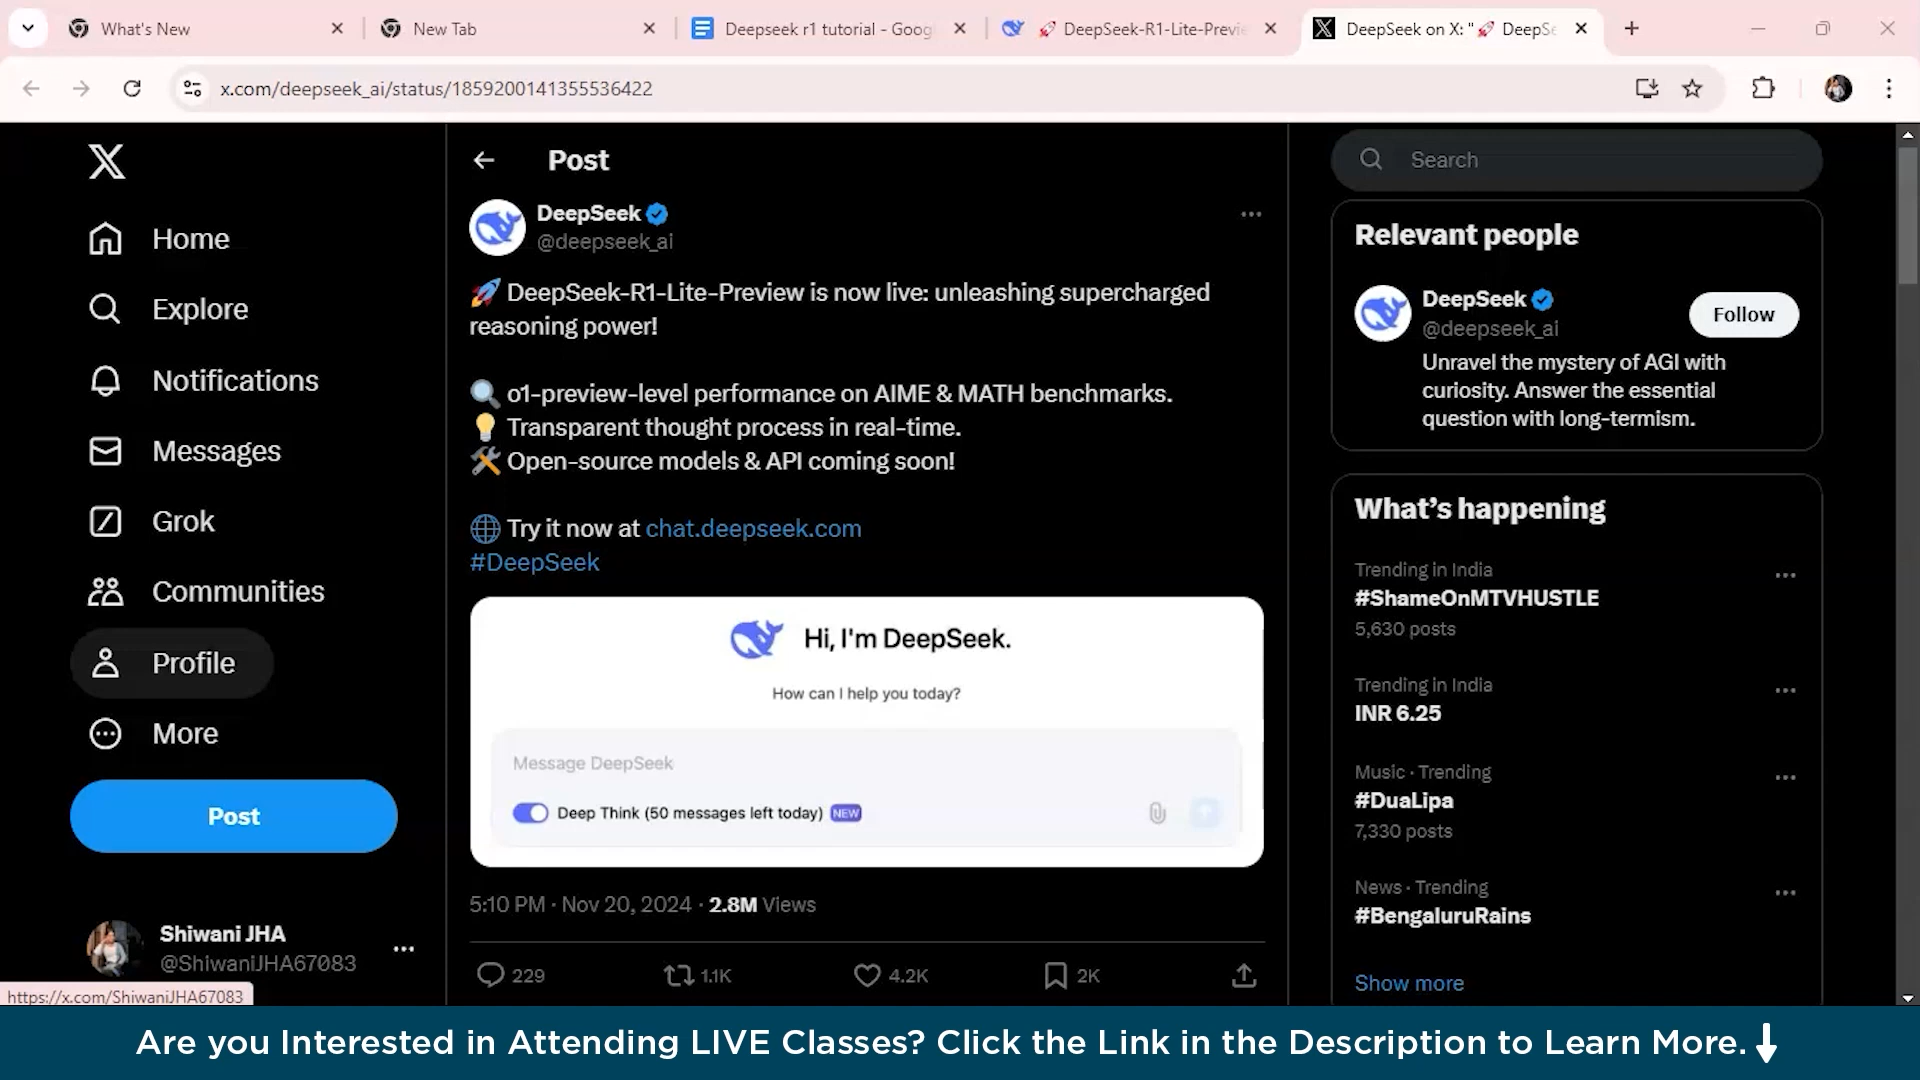 What's New
New Tab
Deepseek r1 tutorial - Goog
🚀 DeepSeek-R1-Lite-Previe
DeepSeek on X: "🚀 DeepSe
x.com/deepseek_ai/status/1859200141355536422
Home
Explore
Notifications
Messages
Grok
Communities
Profile
More
Post
Shiwani JHA
@ShiwaniJHA67083
https://x.com/ShiwaniJHA67083
Post
DeepSeek
@deepseek_ai
🚀 DeepSeek-R1-Lite-Preview is now live: unleashing supercharged
reasoning power!
🔍 o1-preview-level performance on AIME & MATH benchmarks.
💡 Transparent thought process in real-time.
🛠️ Open-source models & API coming soon!
🌐 Try it now at chat.deepseek.com
#DeepSeek
Hi, I'm DeepSeek.
How can I help you today?
Message DeepSeek
Deep Think (50 messages left today) NEW
5:10 PM · Nov 20, 2024 · 2.8M Views
229 1.1K 4.2K 2K
Search
Relevant people
DeepSeek
@deepseek_ai
Follow
Unravel the mystery of AGI with
curiosity. Answer the essential
question with long-termism.
What's happening
Trending in India
#ShameOnMTVHUSTLE
5,630 posts
Trending in India
INR 6.25
Music · Trending
#DuaLipa
7,330 posts
News · Trending
#BengaluruRains
Show more
Are you Interested in Attending LIVE Classes? Click the Link in the Description to Learn More.